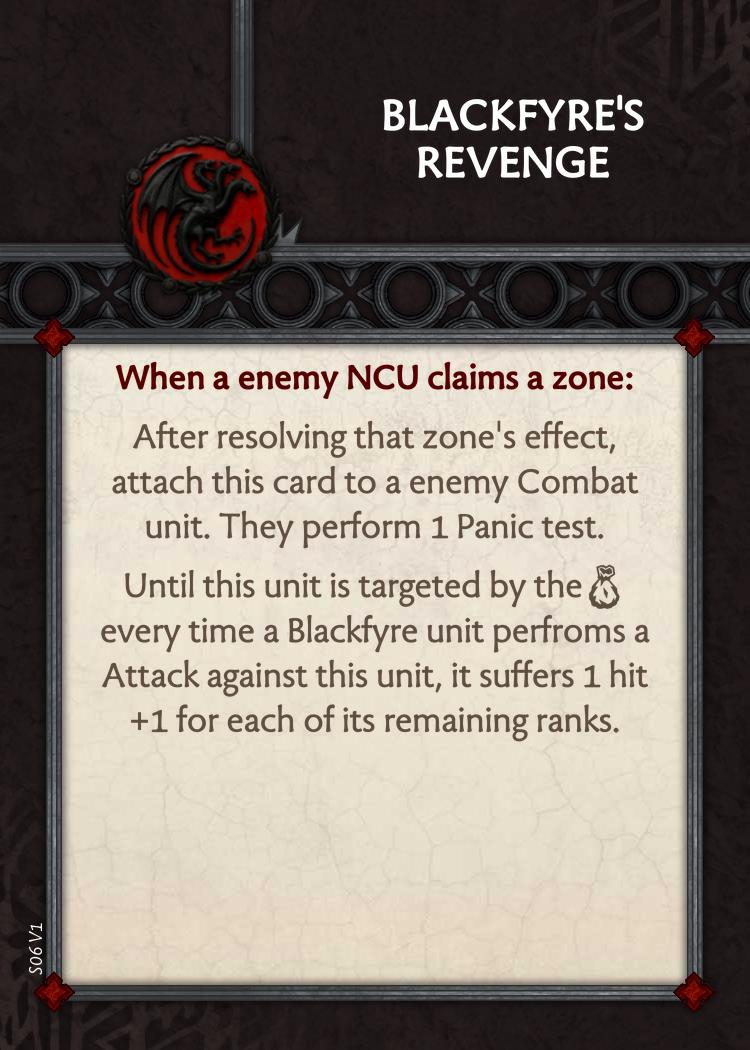 BLACKFYRE'S
REVENGE
When a enemy NCU claims a zone:
After resolving that zone's effect,
attach this card to a enemy Combat
unit. They perform 1 Panic test.
Until this unit is targeted by the
every time a Blackfyre unit perfroms a
Attack against this unit, it suffers 1 hit
+1 for each of its remaining ranks.
S06 V1